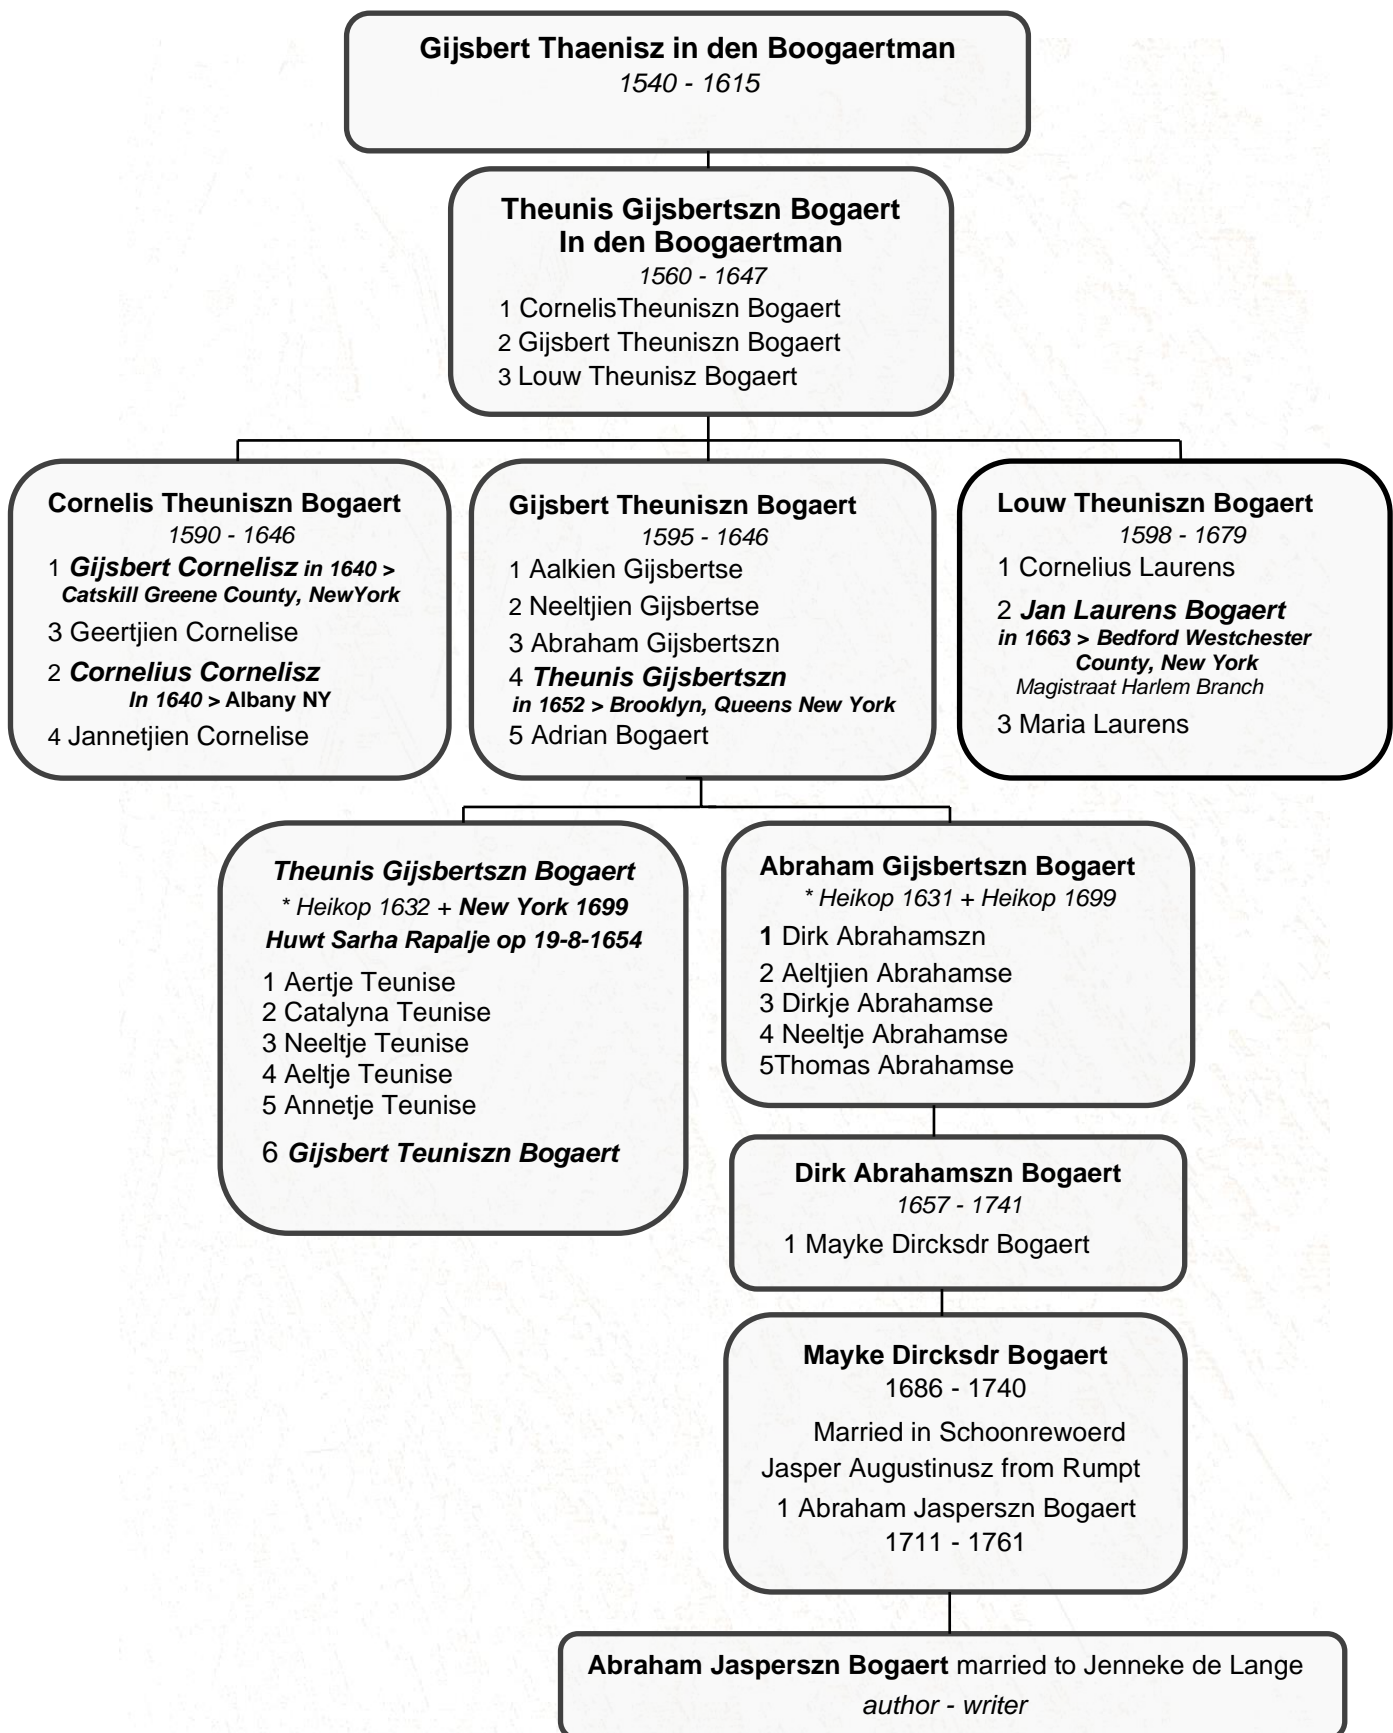 Gijsbert Thaenisz in den Boogaertman
1540 - 1615
Theunis Gijsbertszn Bogaert
In den Boogaertman
1560 - 1647
1 CornelisTheuniszn Bogaert
2 Gijsbert Theuniszn Bogaert
3 Louw Theunisz Bogaert
Cornelis Theuniszn Bogaert
1590 - 1646
1 Gijsbert Cornelisz in 1640 >
Catskill Greene County, NewYork
3 Geertjien Cornelise
2 Cornelius Cornelisz
In 1640 > Albany NY
4 Jannetjien Cornelise
Gijsbert Theuniszn Bogaert
1595 - 1646
1 Aalkien Gijsbertse
2 Neeltjien Gijsbertse
3 Abraham Gijsbertszn
4 Theunis Gijsbertszn
in 1652 > Brooklyn, Queens New York
5 Adrian Bogaert
Louw Theuniszn Bogaert
1598 - 1679
1 Cornelius Laurens
2 Jan Laurens Bogaert
in 1663 > Bedford Westchester
County, New York
Magistraat Harlem Branch
3 Maria Laurens
Theunis Gijsbertszn Bogaert
* Heikop 1632 + New York 1699
Huwt Sarha Rapalje op 19-8-1654
1 Aertje Teunise
2 Catalyna Teunise
3 Neeltje Teunise
4 Aeltje Teunise
5 Annetje Teunise
6 Gijsbert Teuniszn Bogaert
Abraham Gijsbertszn Bogaert
* Heikop 1631 + Heikop 1699
1 Dirk Abrahamszn
2 Aeltjien Abrahamse
3 Dirkje Abrahamse
4 Neeltje Abrahamse
5Thomas Abrahamse
Dirk Abrahamszn Bogaert
1657 - 1741
1 Mayke Dircksdr Bogaert
Mayke Dircksdr Bogaert
1686 - 1740
Married in Schoonrewoerd
Jasper Augustinusz from Rumpt
1 Abraham Jasperszn Bogaert
1711 - 1761
Abraham Jasperszn Bogaert married to Jenneke de Lange
author - writer